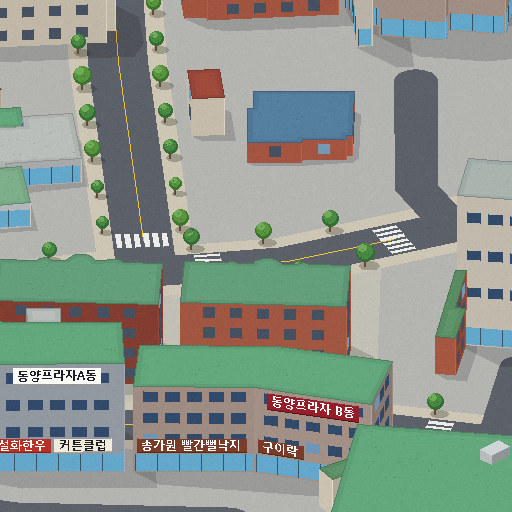 동양프라자A동
동양프라자 B동
설화한우
커튼클럽
송가원 빨간뻘낙지
구이락